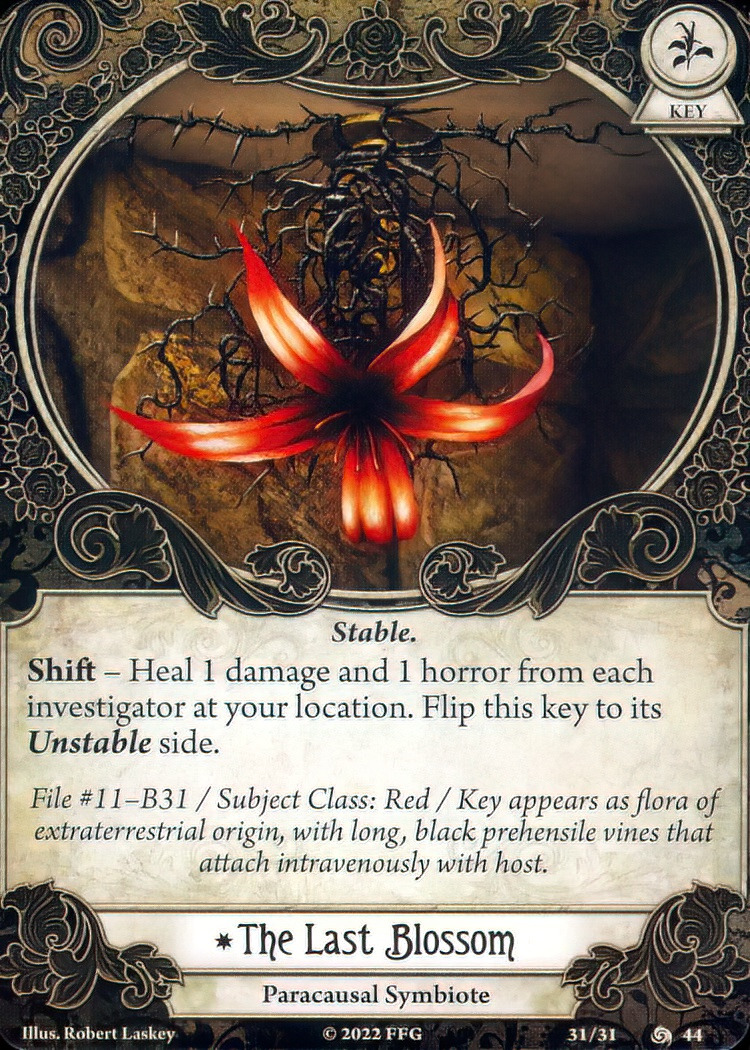 KEY
Stable.
Shift – Heal 1 damage and 1 horror from each
investigator at your location. Flip this key to its
Unstable side.
File #11–B31 / Subject Class: Red / Key appears as flora of
extraterrestrial origin, with long, black prehensile vines that
attach intravenously with host.
The Last Blossom
Paracausal Symbiote
Illus. Robert Laskey © 2022 FFG 31/31 44